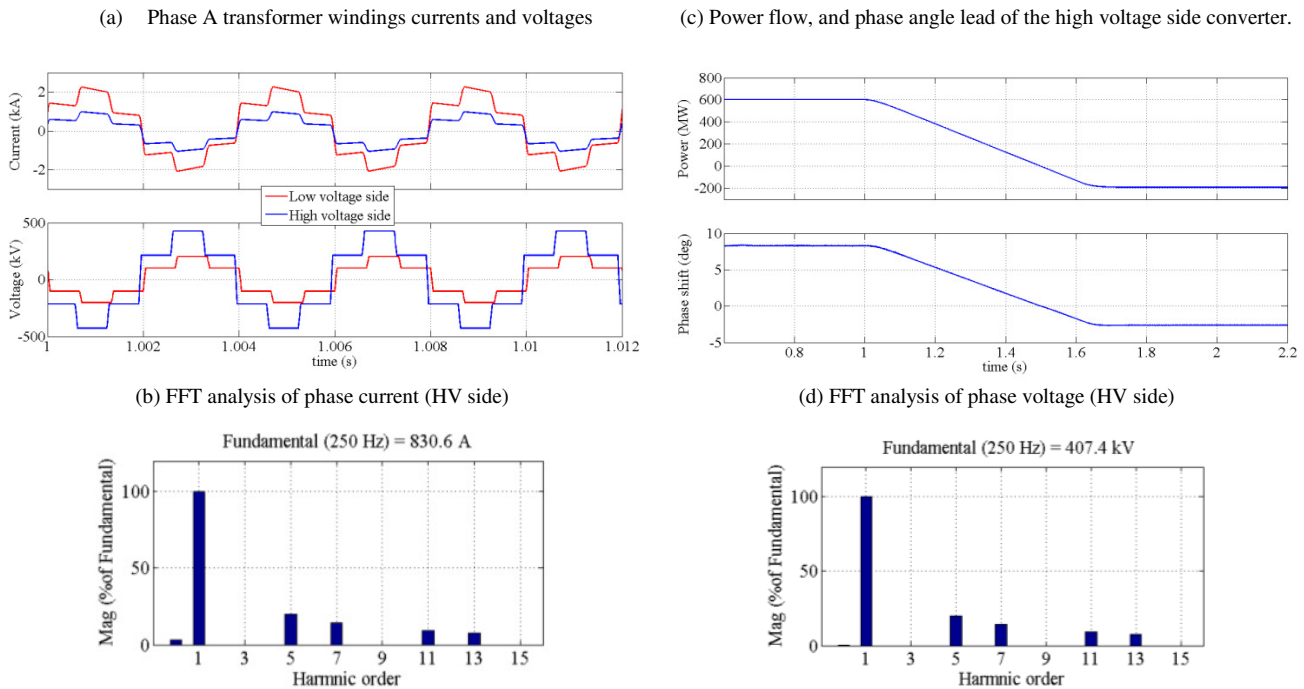 (a) Phase A transformer windings currents and voltages
Current (kA)
2
0
-2
Low voltage side
High voltage side
Voltage (kV)
500
0
-500
1
1.002
1.004
1.006
1.008
1.01
1.012
time (s)
(c) Power flow, and phase angle lead of the high voltage side converter.
Power (MW)
800
600
400
200
0
-200
Phase shift (deg)
10
5
0
-5
0.8
1
1.2
1.4
1.6
1.8
2
2.2
time (s)
(b) FFT analysis of phase current (HV side)
Fundamental (250 Hz) = 830.6 A
Mag (%of Fundamental)
100
50
0
1
3
5
7
9
11
13
15
Harmnic order
(d) FFT analysis of phase voltage (HV side)
Fundamental (250 Hz) = 407.4 kV
Mag (%of Fundamental)
100
50
0
1
3
5
7
9
11
13
15
Harmnic order